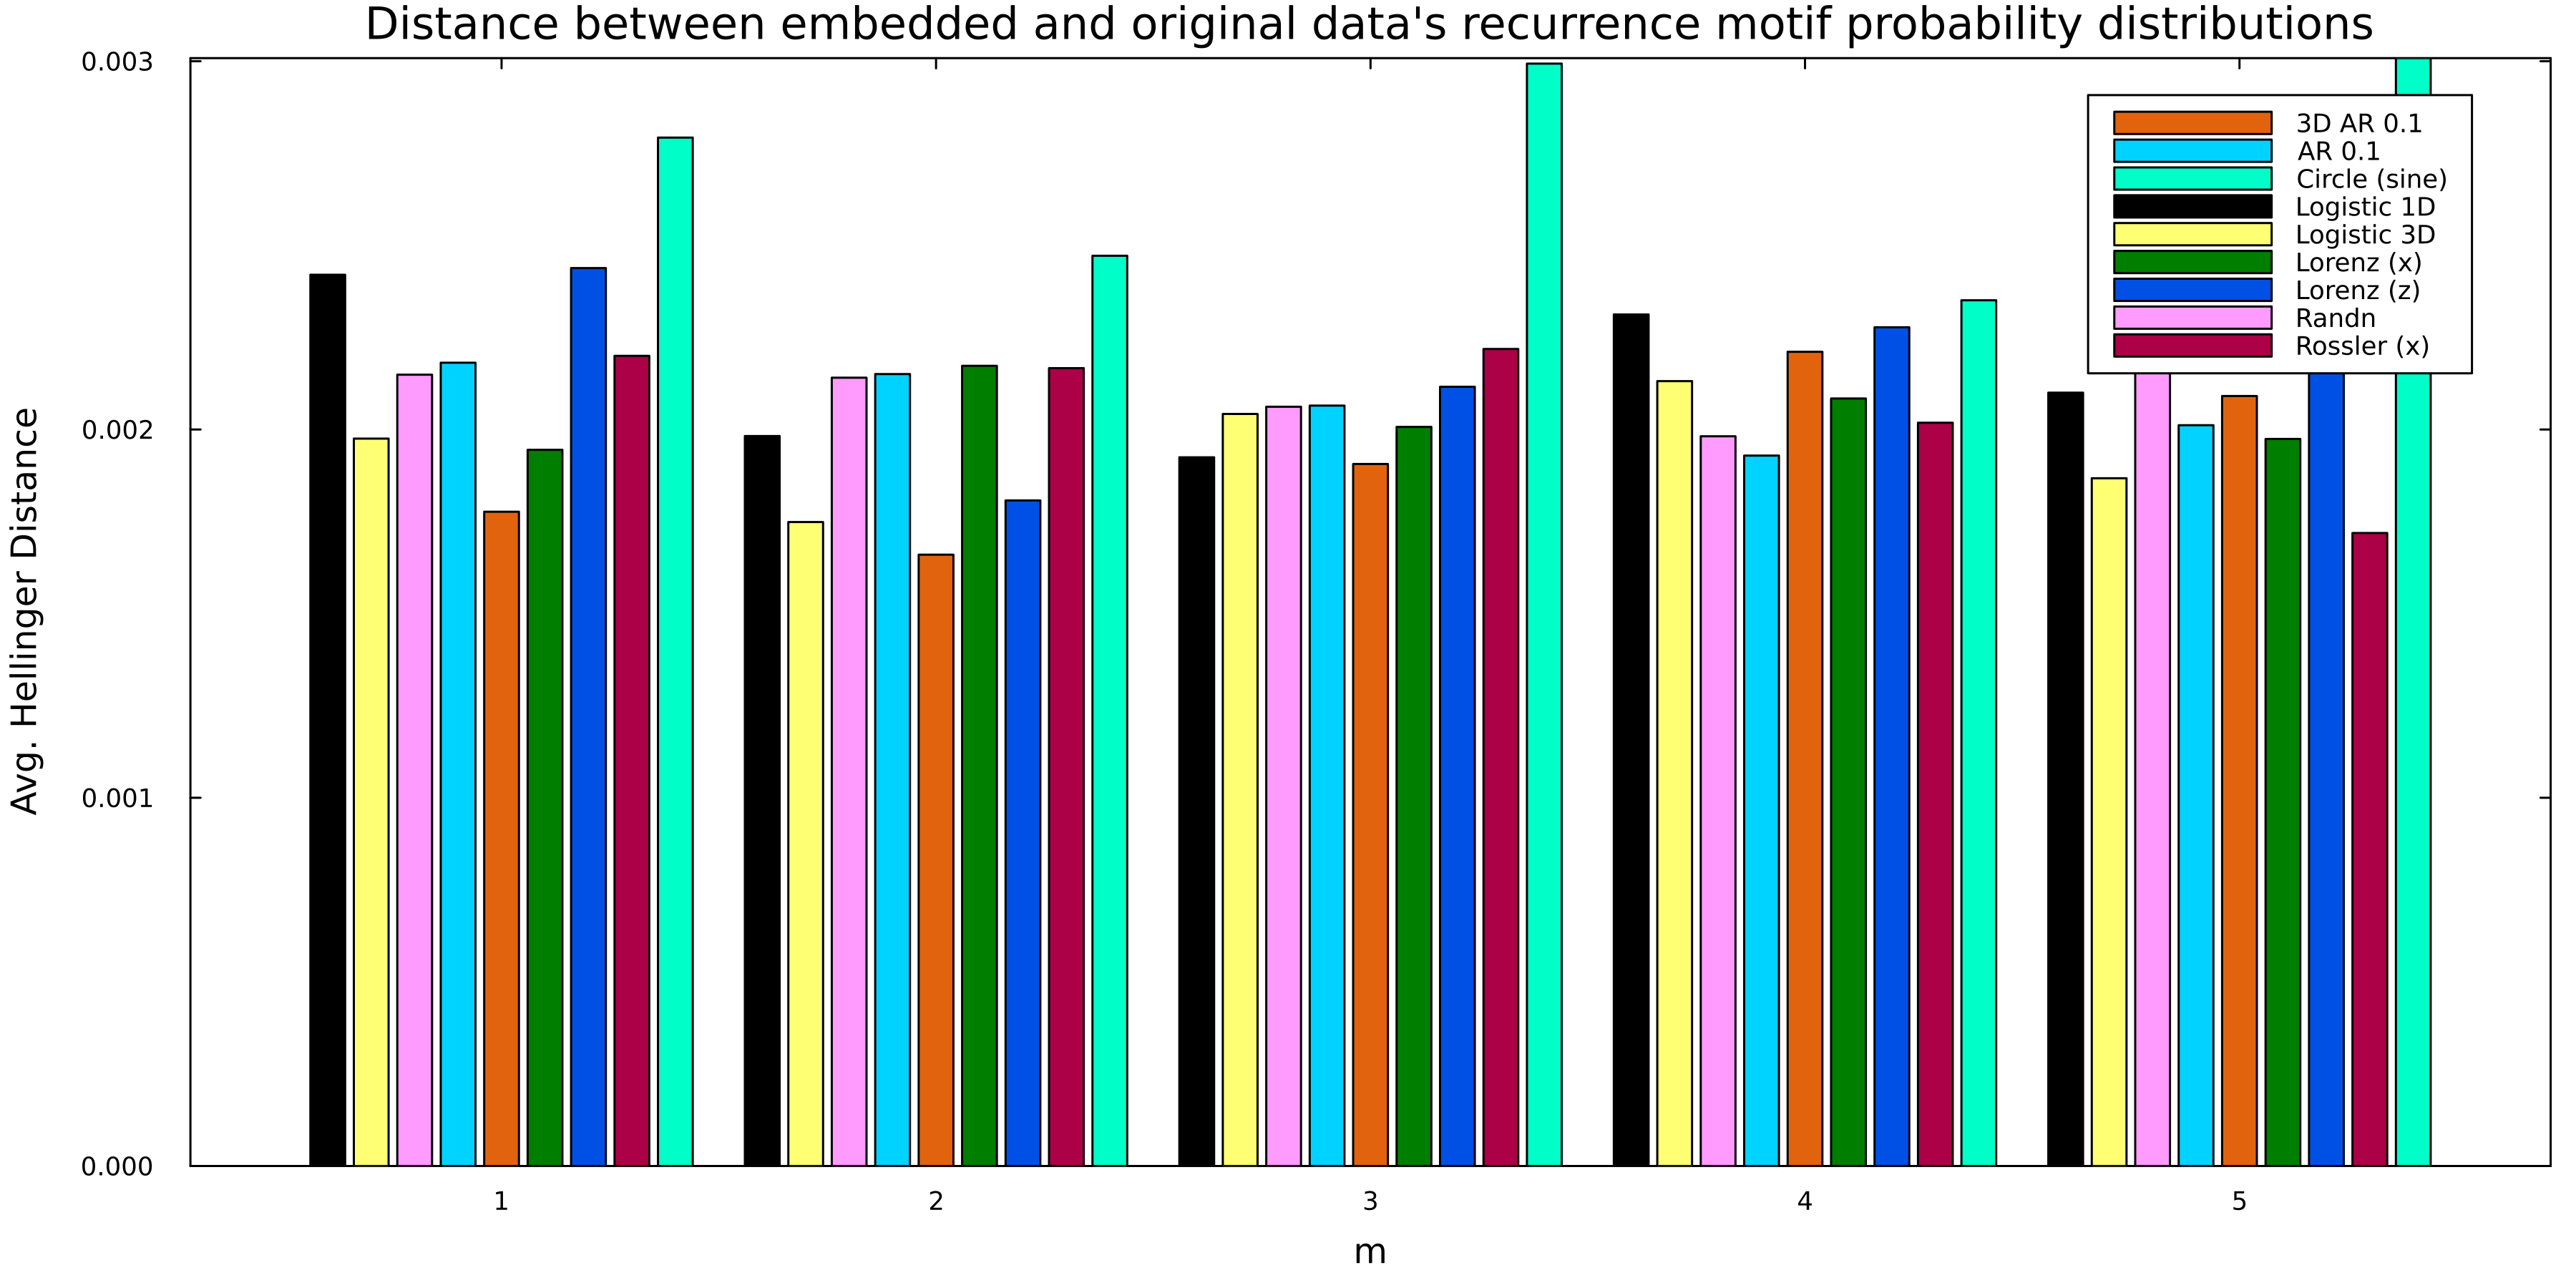 Distance between embedded and original data's recurrence motif probability distributions
Avg. Hellinger Distance
0.003
0.002
0.001
0.000
3D AR 0.1
AR 0.1
Circle (sine)
Logistic 1D
Logistic 3D
Lorenz (x)
Lorenz (z)
Randn
Rossler (x)
1 2 3 4 5
m